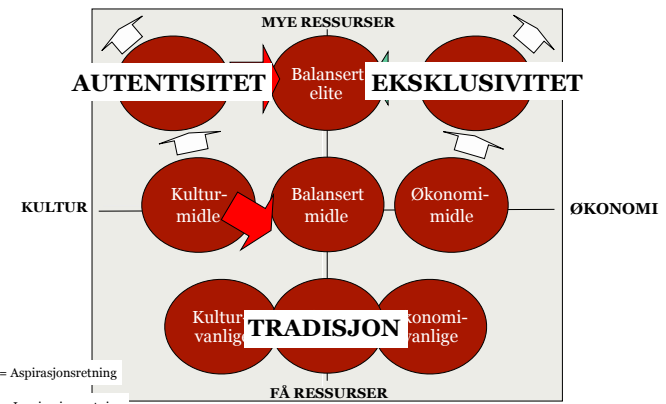 MYE RESSURSER
AUTENTISITET
Balansert
elite
EKSKLUSIVITET
KULTUR
Kultur-
midle
Balansert
midle
Økonomi-
midle
ØKONOMI
Kultur-
vanlige
TRADISJON
konomi-
vanlige
= Aspirasjonsretning
FÅ RESSURSER